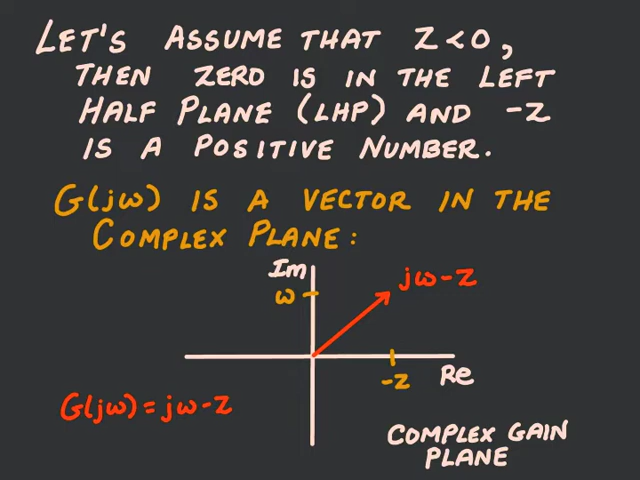 LET'S ASSUME THAT Z < 0,
THEN ZERO IS IN THE LEFT
HALF PLANE (LHP) AND -Z
IS A POSITIVE NUMBER.
G(jω) IS A VECTOR IN THE
COMPLEX PLANE:
Im
jω-Z
ω
-Z
Re
G(jω) = jω-Z
COMPLEX GAIN
PLANE